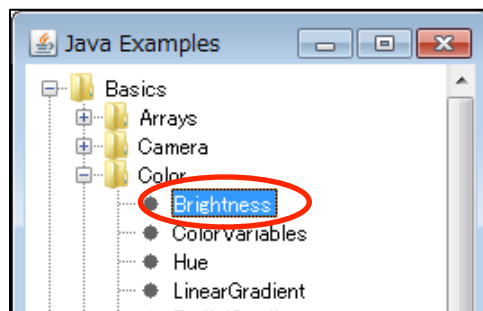 Java Examples
Basics
Arrays
Camera
Color
Brightness
ColorVariables
Hue
LinearGradient